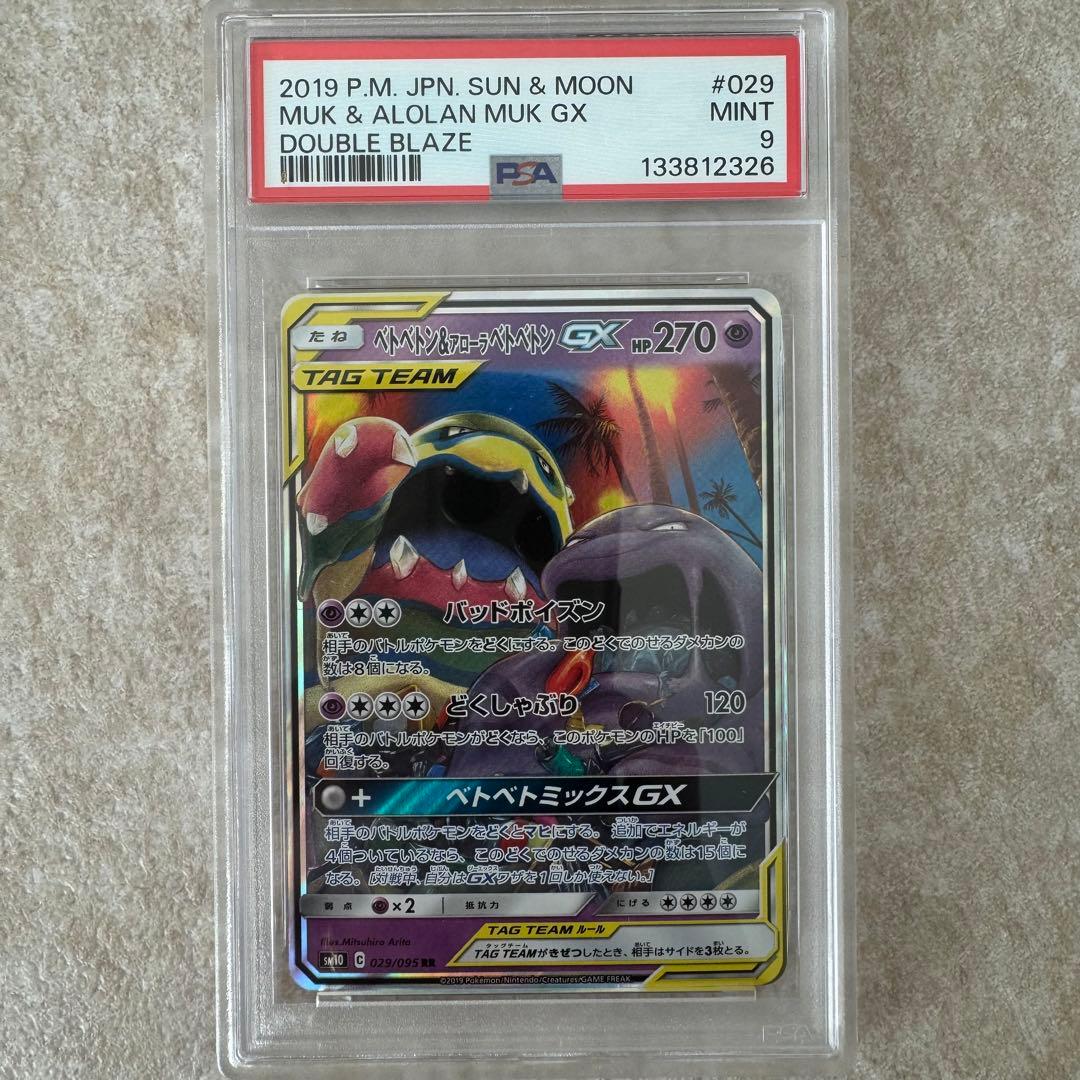 2019 P.M. JPN. SUN & MOON #029
MUK & ALOLAN MUK GX MINT
DOUBLE BLAZE 9
PSA 133812326
たね ベトベトン&アローラベトベトンGX HP270
TAG TEAM
バッドポイズン
相手のバトルポケモンをどくにする。このどくでのせるダメカンの
数は8個になる。
どくしゃぶり 120
相手のバトルポケモンがどくなら、このポケモンのHPを「100」
回復する。
+ ベトベトミックスGX
相手のバトルポケモンをどくとマヒにする。追加でエネルギーが
4個ついているなら、このどくでのせるダメカンの数は15個に
なる。[対戦中、自分はGXワザを1回しか使えない。]
弱点 ×2 抵抗力 にげる
Illus.Mitsuhiro Arita
TAG TEAM ルール
TAG TEAMがきぜつしたとき、相手はサイドを3枚とる。
SM10 C 029/095 RR
©2019 Pokémon/Nintendo/Creatures/GAME FREAK
PSA